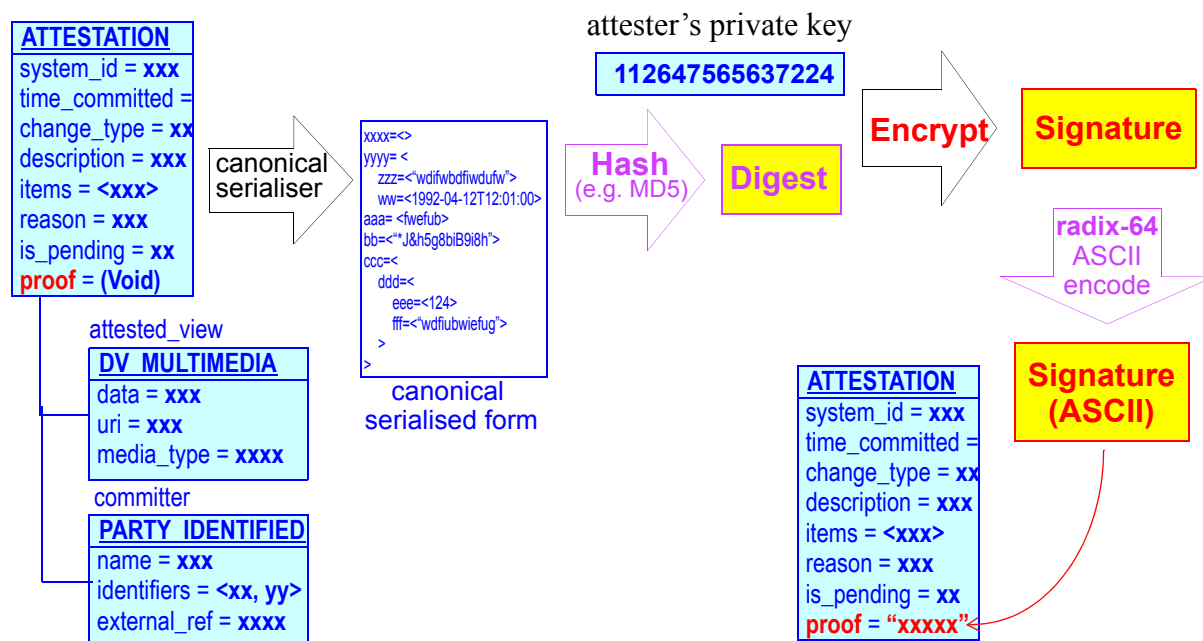 ATTESTATION
system_id = xxx
time_committed =
change_type = xx
description = xxx
items = <xxx>
reason = xxx
is_pending = xx
proof = (Void)
attested_view
DV_MULTIMEDIA
data = xxx
uri = xxx
media_type = xxxx
committer
PARTY_IDENTIFIED
name = xxx
identifiers = <xx, yy>
external_ref = xxxx
canonical
serialiser
xxxx=<>
yyyy= <
zzz=<“wdifwbdfiwdufw”>
ww=<1992-04-12T12:01:00>
aaa= <fwefub>
bb=<“*J&h5g8biB9i8h”>
ccc=<
ddd=<
eee=<124>
fff=<“wdfiubwiefug”>
>
>
canonical
serialised form
attester’s private key
112647565637224
Hash
(e.g. MD5)
Digest
Encrypt
Signature
radix-64
ASCII
encode
Signature
(ASCII)
ATTESTATION
system_id = xxx
time_committed =
change_type = xx
description = xxx
items = <xxx>
reason = xxx
is_pending = xx
proof = “xxxxx”